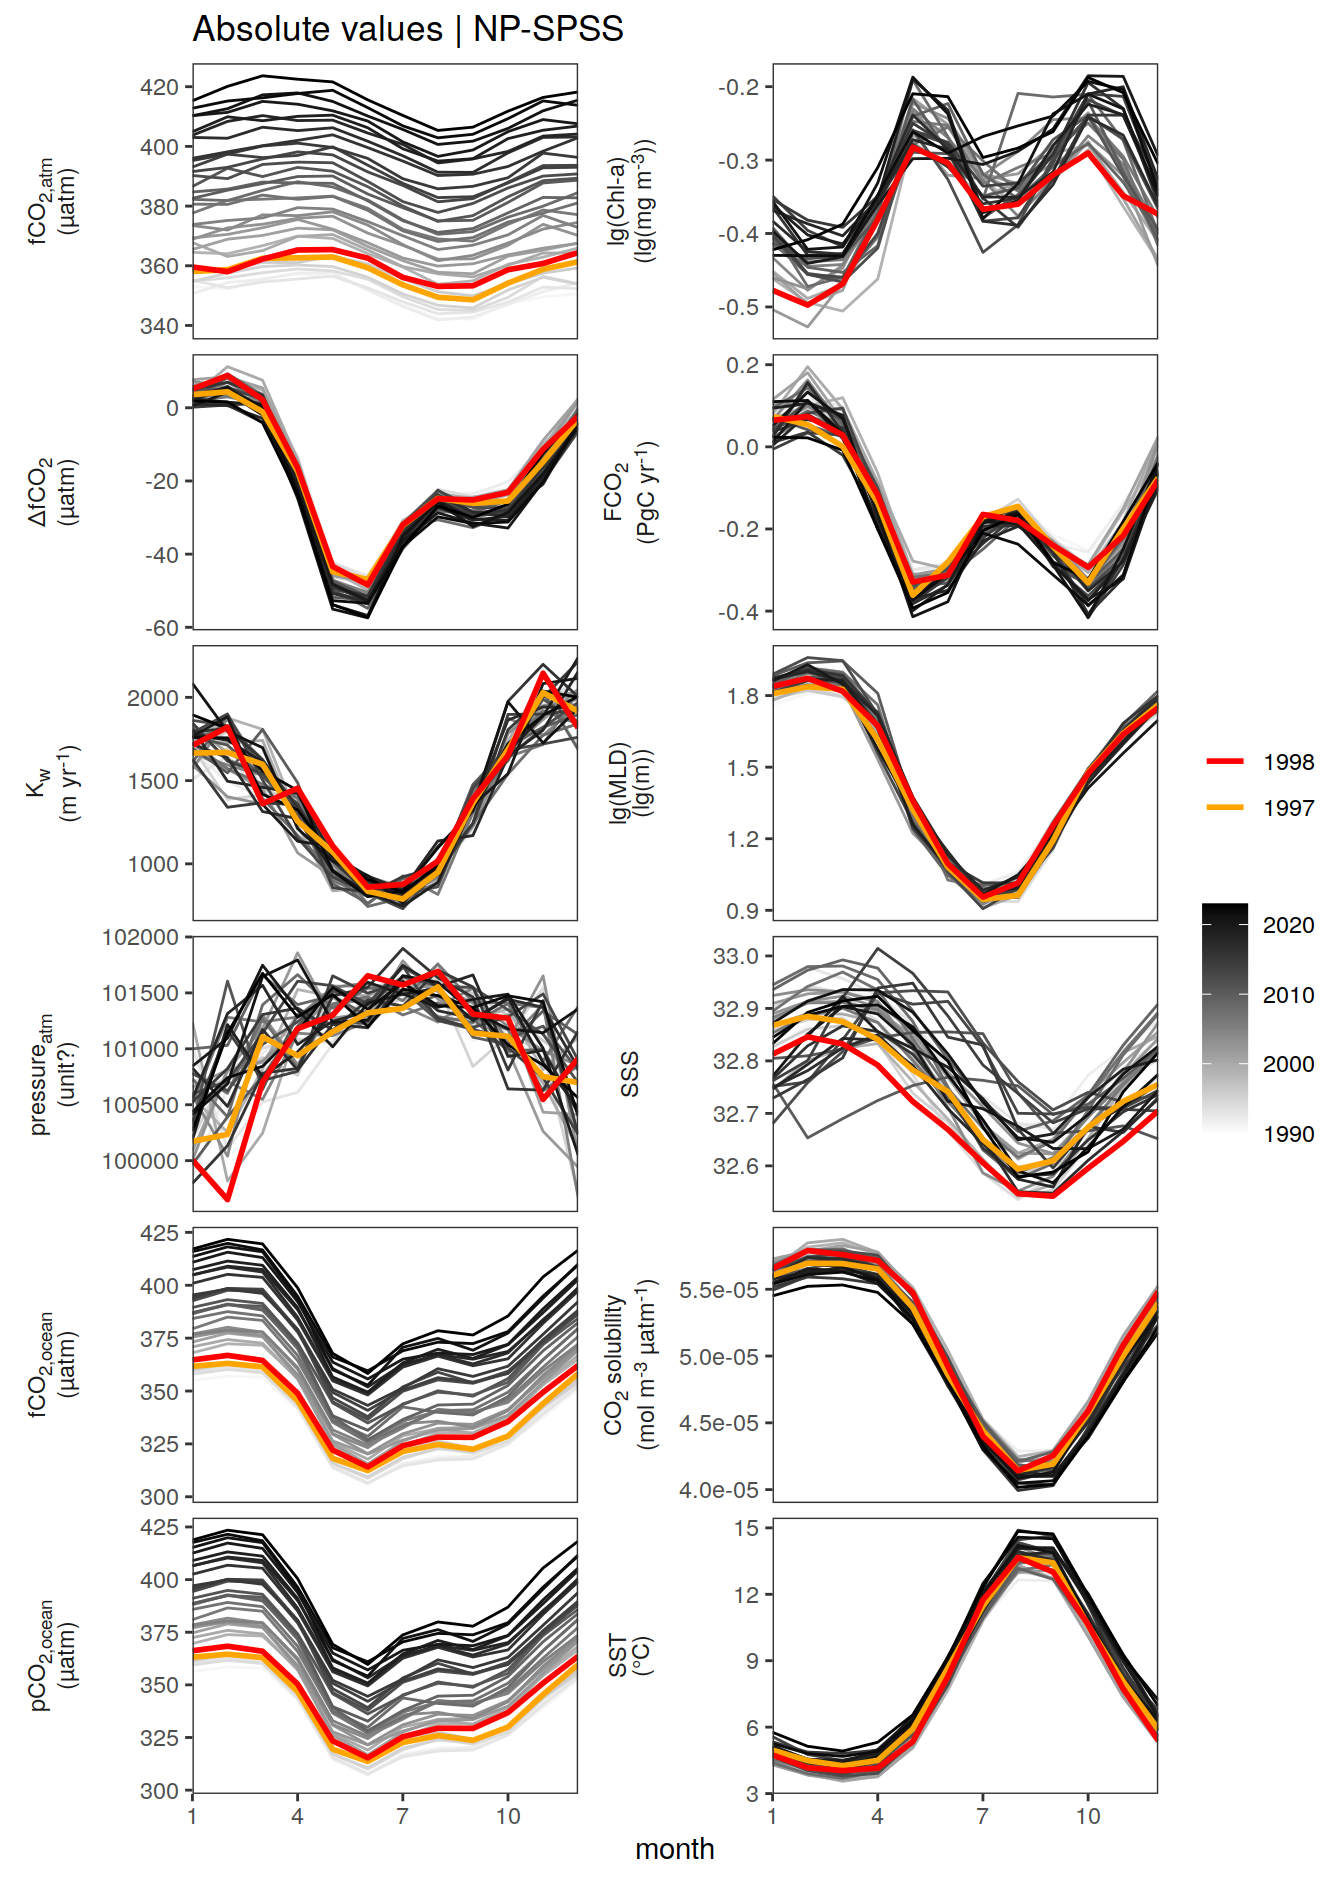 Absolute values | NP-SPSS
fCO2,atm
(µatm)
420
400
380
360
340
lg(Chl-a)
(lg(mg m-3))
-0.2
-0.3
-0.4
-0.5
ΔfCO2
(µatm)
0
-20
-40
-60
FCO2
(PgC yr-1)
0.2
0.0
-0.2
-0.4
Kw
(m yr-1)
2000
1500
1000
lg(MLD)
(lg(m))
1.8
1.5
1.2
0.9
pressureatm
(unit?)
102000
101500
101000
100500
100000
SSS
33.0
32.9
32.8
32.7
32.6
fCO2,ocean
(µatm)
425
400
375
350
325
300
CO2 solubility
(mol m-3 µatm-1)
5.5e-05
5.0e-05
4.5e-05
4.0e-05
pCO2,ocean
(µatm)
425
400
375
350
325
300
SST
(°C)
15
12
9
6
3
1 4 7 10
1 4 7 10
month
1998
1997
2020
2010
2000
1990